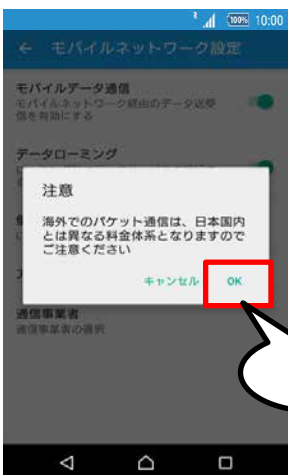 100% 10:00
モバイルネットワーク設定
モバイルデータ通信
モバイルネットワーク経由のデータ送受
信を有効にする
データローミング
注意
海外でのパケット通信は、日本国内
とは異なる料金体系となりますので
ご注意ください
キャンセル OK
通信事業者
通信事業者の選択